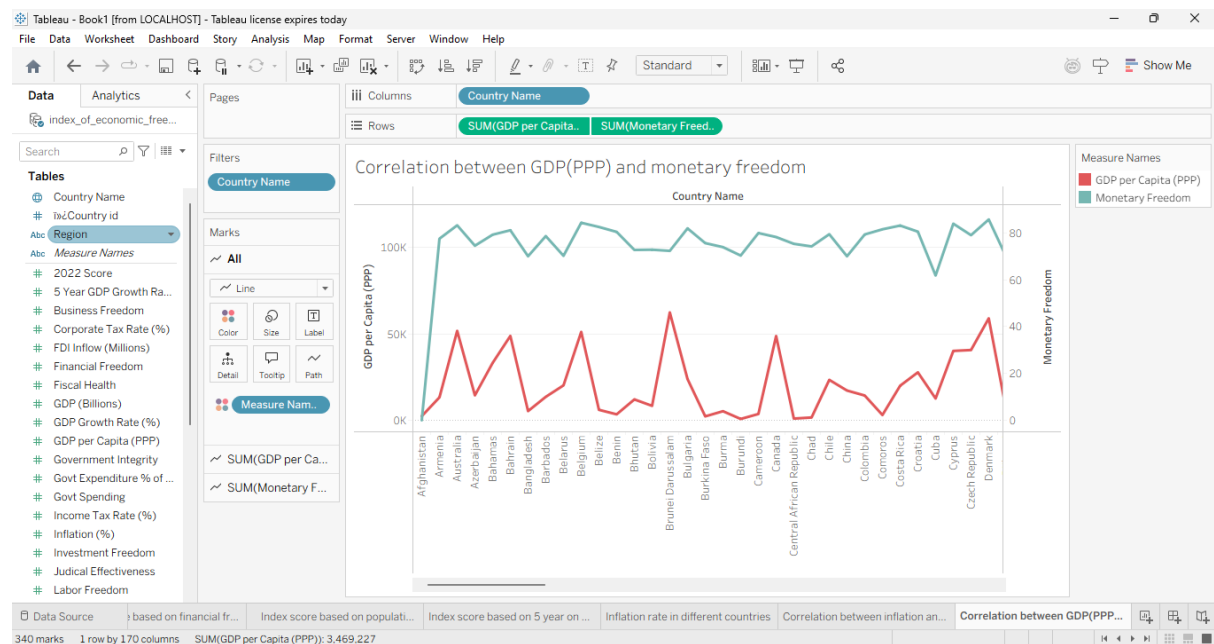 Tableau - Book1 [from LOCALHOST] - Tableau license expires today
File Data Worksheet Dashboard Story Analysis Map Format Server Window Help
Standard
Show Me
Data Analytics
index_of_economic_free...
Search
Tables
Country Name
ï»¿Country id
Abc Region
Abc Measure Names
2022 Score
5 Year GDP Growth Ra...
Business Freedom
Corporate Tax Rate (%)
FDI Inflow (Millions)
Financial Freedom
Fiscal Health
GDP (Billions)
GDP Growth Rate (%)
GDP per Capita (PPP)
Government Integrity
Govt Expenditure % of ...
Govt Spending
Income Tax Rate (%)
Inflation (%)
Investment Freedom
Judical Effectiveness
Labor Freedom
Pages
Filters
Country Name
Marks
All
Line
Color Size Label
Detail Tooltip Path
Measure Nam..
SUM(GDP per Ca...
SUM(Monetary F...
Columns Country Name
Rows SUM(GDP per Capita.. SUM(Monetary Freed..
Correlation between GDP(PPP) and monetary freedom
Country Name
GDP per Capita (PPP)
100K
50K
0K
80
60
40
20
0
Monetary Freedom
Afghanistan
Armenia
Australia
Azerbaijan
Bahamas
Bahrain
Bangladesh
Barbados
Belarus
Belgium
Belize
Benin
Bhutan
Bolivia
Brunei Darussalam
Bulgaria
Burkina Faso
Burma
Burundi
Cameroon
Canada
Central African Republic
Chad
Chile
China
Colombia
Comoros
Costa Rica
Croatia
Cuba
Cyprus
Czech Republic
Denmark
Measure Names
GDP per Capita (PPP)
Monetary Freedom
Data Source
based on financial fr...
Index score based on populati...
Index score based on 5 year on ...
Inflation rate in different countries
Correlation between inflation an...
Correlation between GDP(PPP...
340 marks 1 row by 170 columns SUM(GDP per Capita (PPP)): 3,469,227